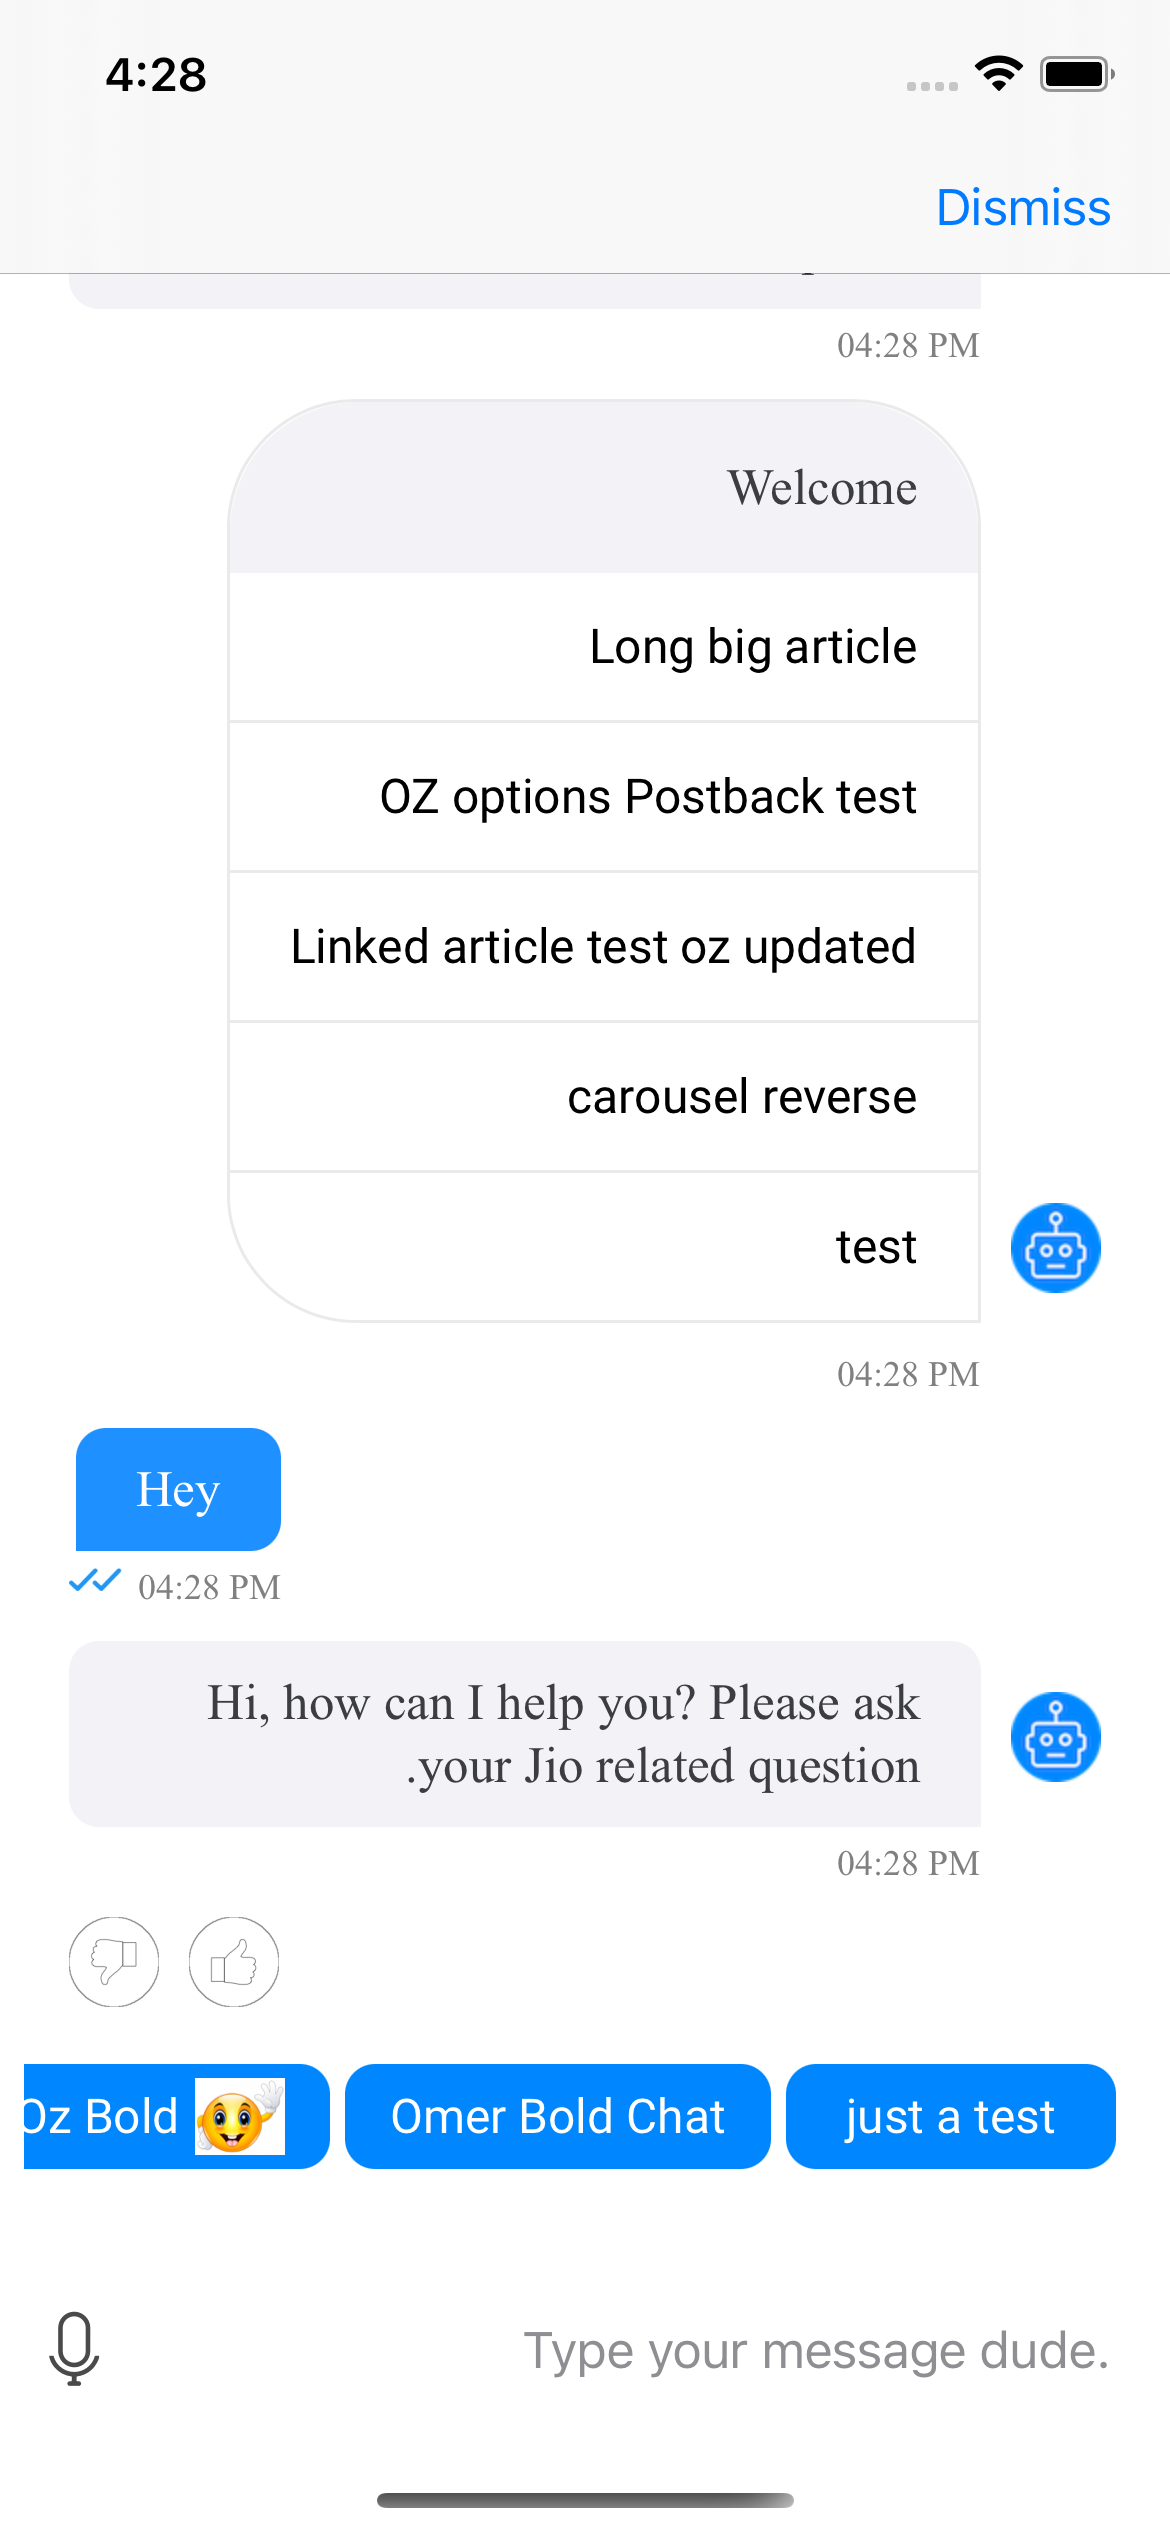 4:28
Dismiss
04:28 PM
Welcome
Long big article
OZ options Postback test
Linked article test oz updated
carousel reverse
test
04:28 PM
Hey
04:28 PM
Hi, how can I help you? Please ask
.your Jio related question
04:28 PM
Oz Bold
Omer Bold Chat
just a test
Type your message dude.